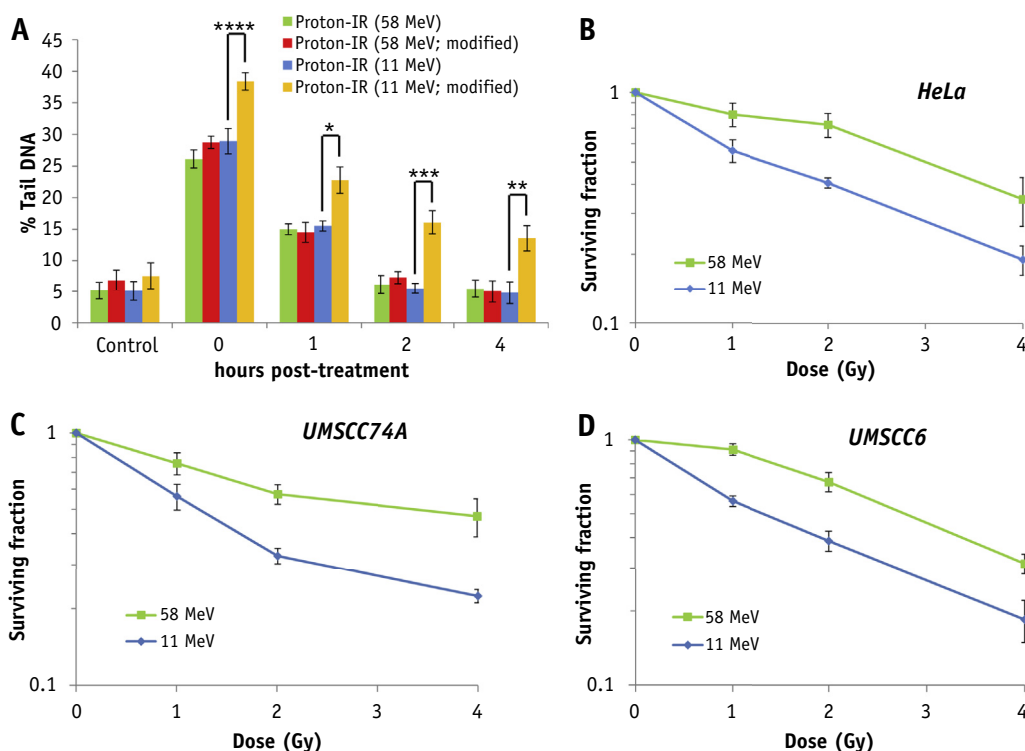 A
Proton-IR (58 MeV)
Proton-IR (58 MeV; modified)
Proton-IR (11 MeV)
Proton-IR (11 MeV; modified)
****
*
***
**
% Tail DNA
45
40
35
30
25
20
15
10
5
0
Control 0 1 2 4
hours post-treatment
B
HeLa
Surviving fraction
1
0.1
58 MeV
11 MeV
0 1 2 3 4
Dose (Gy)
C
UMSCC74A
Surviving fraction
1
0.1
58 MeV
11 MeV
0 1 2 3 4
Dose (Gy)
D
UMSCC6
Surviving fraction
1
0.1
58 MeV
11 MeV
0 1 2 3 4
Dose (Gy)